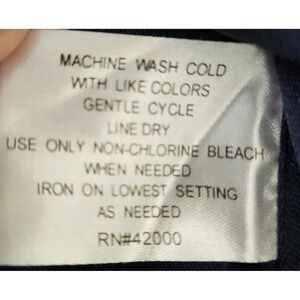 MACHINE WASH COLD
WITH LIKE COLORS
GENTLE CYCLE
LINE DRY
USE ONLY NON-CHLORINE BLEACH
WHEN NEEDED
IRON ON LOWEST SETTING
AS NEEDED
RN#42000